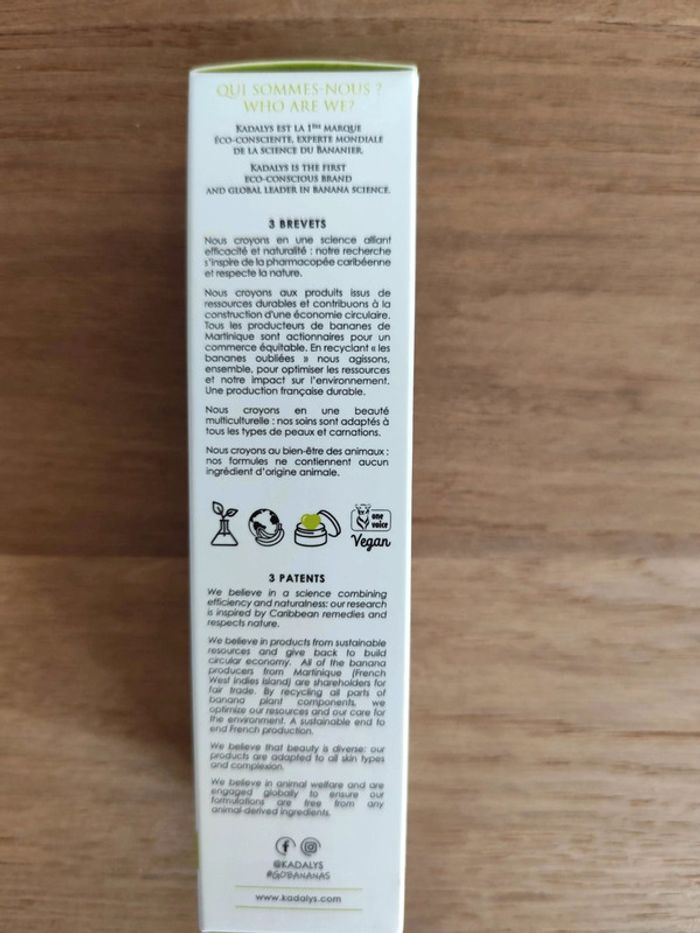 QUI SOMMES-NOUS ?
WHO ARE WE?
KADALYS EST LA 1ÈRE MARQUE
ÉCO-CONSCIENTE, EXPERTE MONDIALE
DE LA SCIENCE DU BANANIER.
KADALYS IS THE FIRST
ECO-CONSCIOUS BRAND
AND GLOBAL LEADER IN BANANA SCIENCE.
3 BREVETS
Nous croyons en une science alliant
efficacité et naturalité : notre recherche
s'inspire de la pharmacopée caribéenne
et respecte la nature.
Nous croyons aux produits issus de
ressources durables et contribuons à la
construction d'une économie circulaire.
Tous les producteurs de bananes de
Martinique sont actionnaires pour un
commerce équitable. En recyclant « les
bananes oubliées » nous agissons,
ensemble, pour optimiser les ressources
et notre impact sur l'environnement.
Une production française durable.
Nous croyons en une beauté
multiculturelle : nos soins sont adaptés à
tous les types de peaux et carnations.
Nous croyons au bien-être des animaux :
nos formules ne contiennent aucun
ingrédient d'origine animale.
one
voice
Vegan
3 PATENTS
We believe in a science combining
efficiency and naturalness: our research
is inspired by Caribbean remedies and
respects nature.
We believe in products from sustainable
resources and give back to build
circular economy. All of the banana
producers from Martinique (French
West Indies Island) are shareholders for
fair trade. By recycling all parts of
banana plant components, we
optimize our resources and our care for
the environment. A sustainable end to
end French production.
We believe that beauty is diverse: our
products are adapted to all skin types
and complexion.
We believe in animal welfare and are
engaged globally to ensure our
formulations are free from any
animal-derived ingredients.
@KADALYS
#GOBANANAS
www.kadalys.com